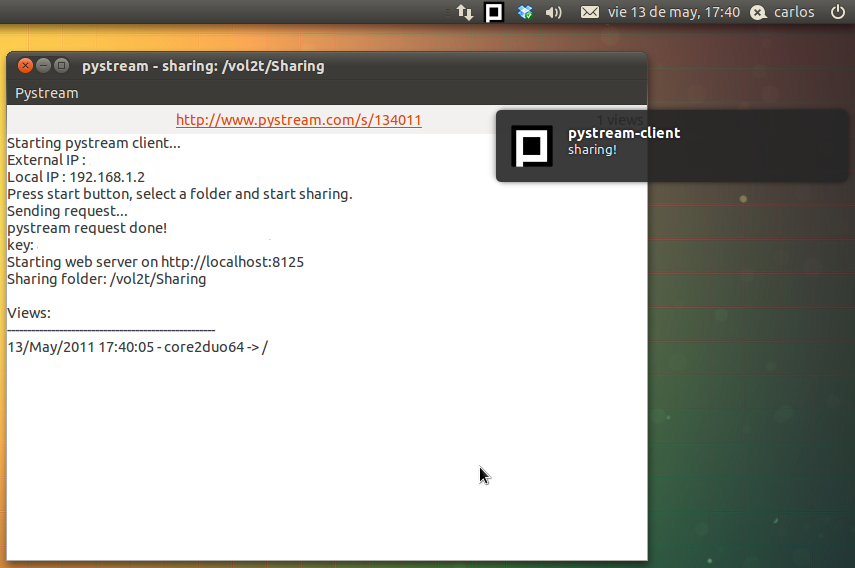 vie 13 de may, 17:40 carlos
pystream - sharing: /vol2t/Sharing
Pystream
http://www.pystream.com/s/134011
1 views
pystream-client
sharing!
Starting pystream client...
External IP :
Local IP : 192.168.1.2
Press start button, select a folder and start sharing.
Sending request...
pystream request done!
key:
Starting web server on http://localhost:8125
Sharing folder: /vol2t/Sharing
Views:
----------------------------------------------------
13/May/2011 17:40:05 - core2duo64 -> /